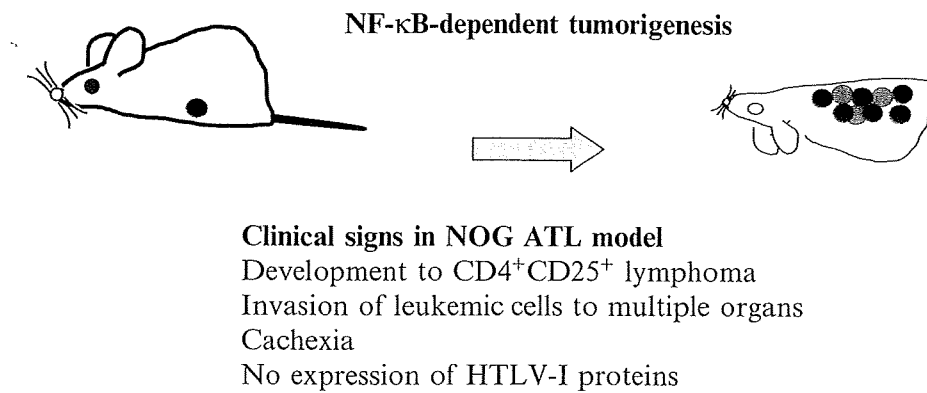 NF-κB-dependent tumorigenesis
Clinical signs in NOG ATL model
Development to CD4⁺CD25⁺ lymphoma
Invasion of leukemic cells to multiple organs
Cachexia
No expression of HTLV-I proteins